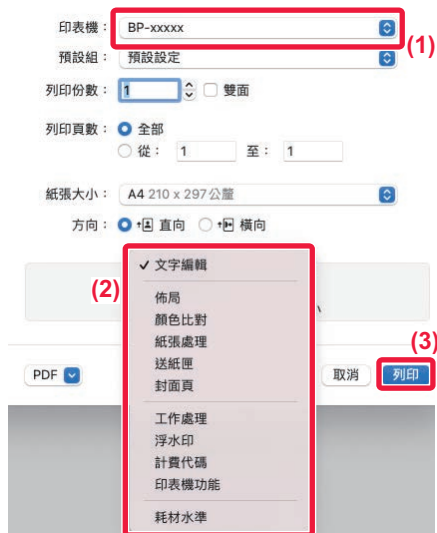 印表機： BP-xxxxx
(1)
預設組： 預設設定
列印份數： 1 雙面
列印頁數： 全部
從： 1 至： 1
紙張大小： A4 210 x 297公釐
方向： 直向 橫向
(2)
✓ 文字編輯
佈局
顏色比對
紙張處理
送紙匣
封面頁
工作處理
浮水印
計費代碼
印表機功能
耗材水準
(3)
PDF 取消 列印